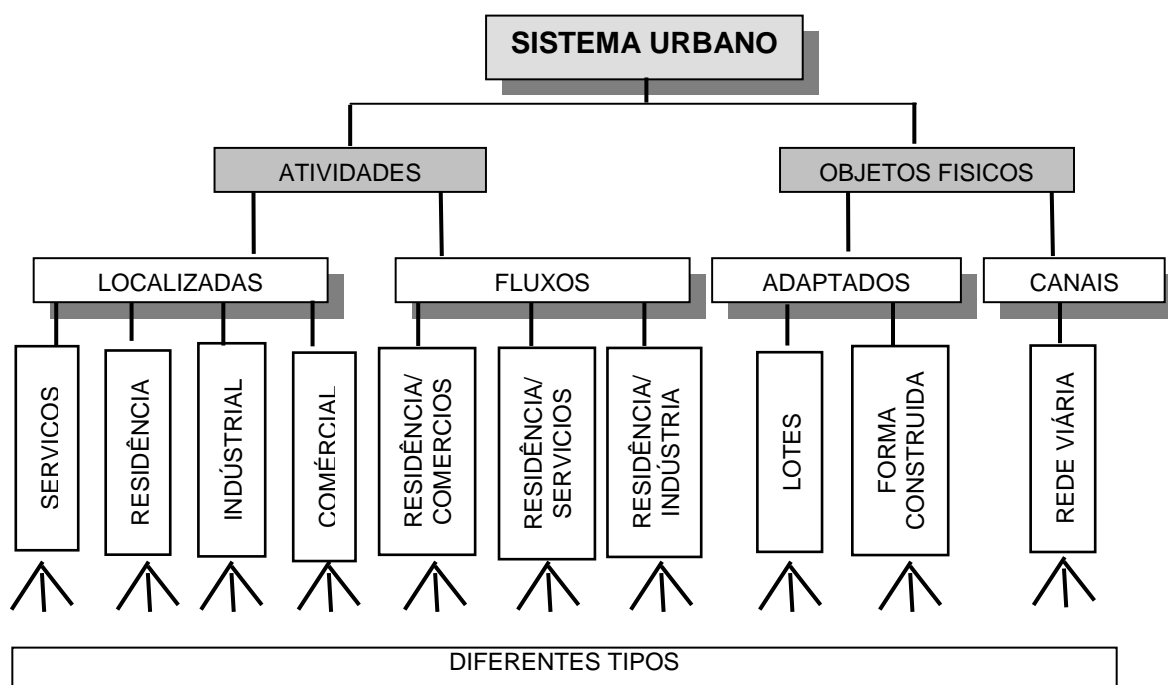 SISTEMA URBANO
ATIVIDADES
OBJETOS FISICOS
LOCALIZADAS
FLUXOS
ADAPTADOS
CANAIS
SERVICOS
RESIDÊNCIA
INDÚSTRIAL
COMÉRCIAL
RESIDÊNCIA/
COMERCIOS
RESIDÊNCIA/
SERVICIOS
RESIDÊNCIA/
INDÚSTRIA
LOTES
FORMA
CONSTRUIDA
REDE VIÁRIA
DIFERENTES TIPOS